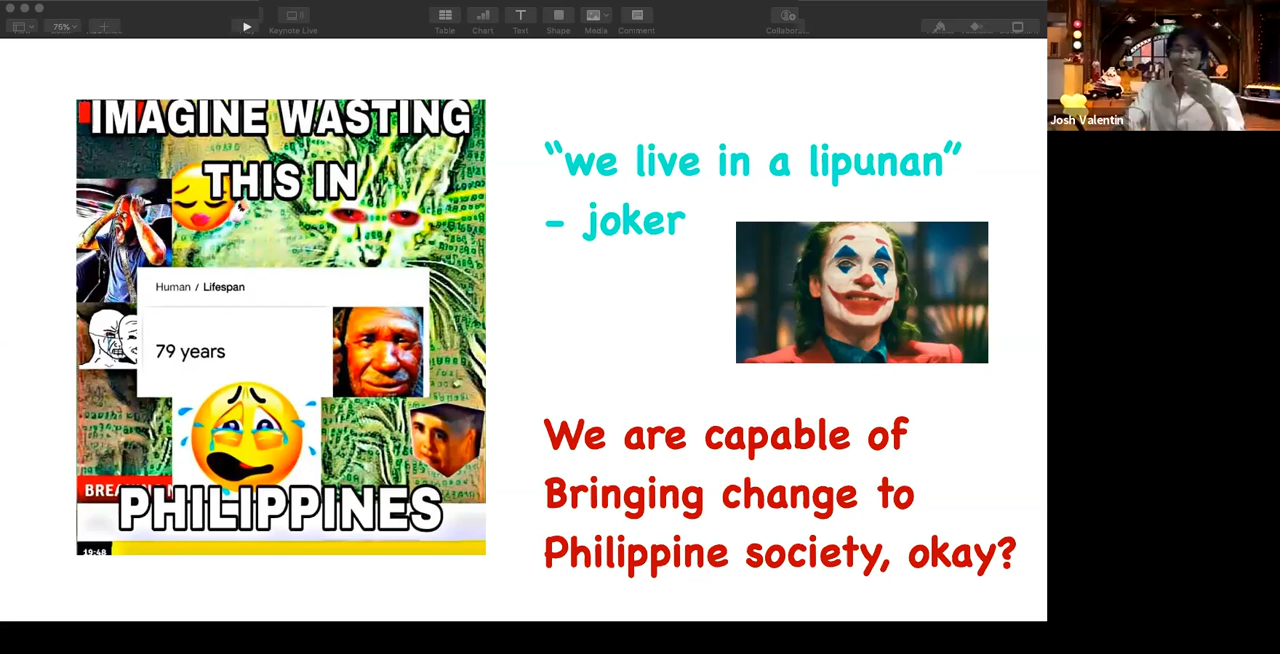 75%
Keynote Live
Table
Chart
Text
Shape
Media
Comment
IMAGINE WASTING
THIS IN
Human / Lifespan
79 years
PHILIPPINES
19:48
“we live in a lipunan”
- joker
We are capable of
Bringing change to
Philippine society, okay?
Josh Valentin